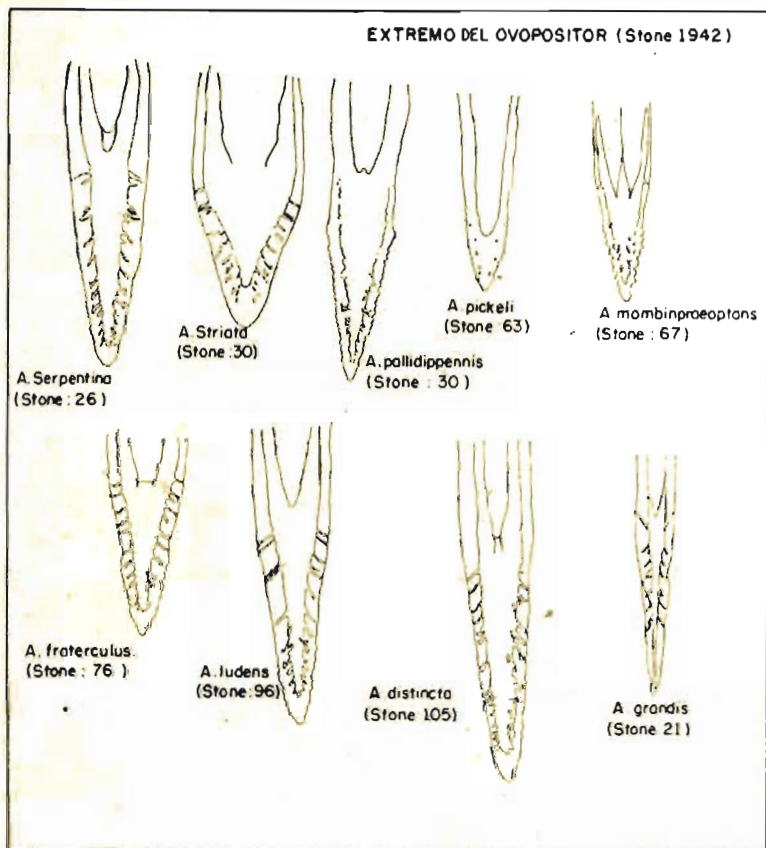 EXTREMO DEL OVOPOSITOR (Stone 1942)
A. Serpentina
(Stone: 26)
A. Striata
(Stone: 30)
A. pallidippennis
(Stone : 30)
A. pickeli
(Stone: 63)
A mombinpraeoptans
(Stone : 67)
A. fraterculus.
(Stone : 76 )
A. ludens
(Stone: 96)
A distincta
(Stone 105)
A grandis
(Stone 21)